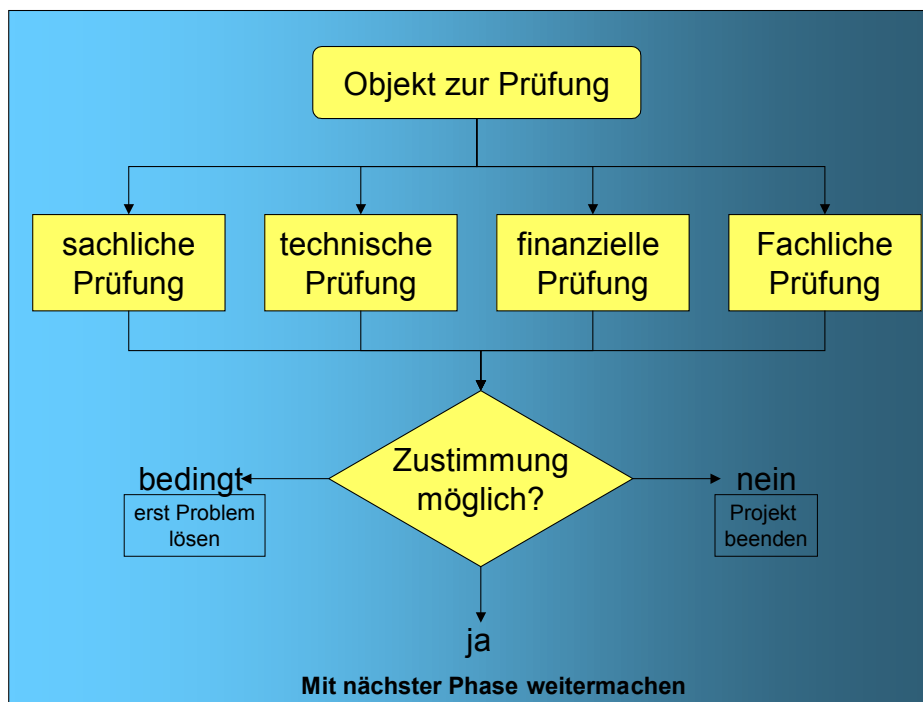 Objekt zur Prüfung
sachliche
Prüfung
technische
Prüfung
finanzielle
Prüfung
Fachliche
Prüfung
Zustimmung
möglich?
bedingt
erst Problem
lösen
nein
Projekt
beenden
ja
Mit nächster Phase weitermachen